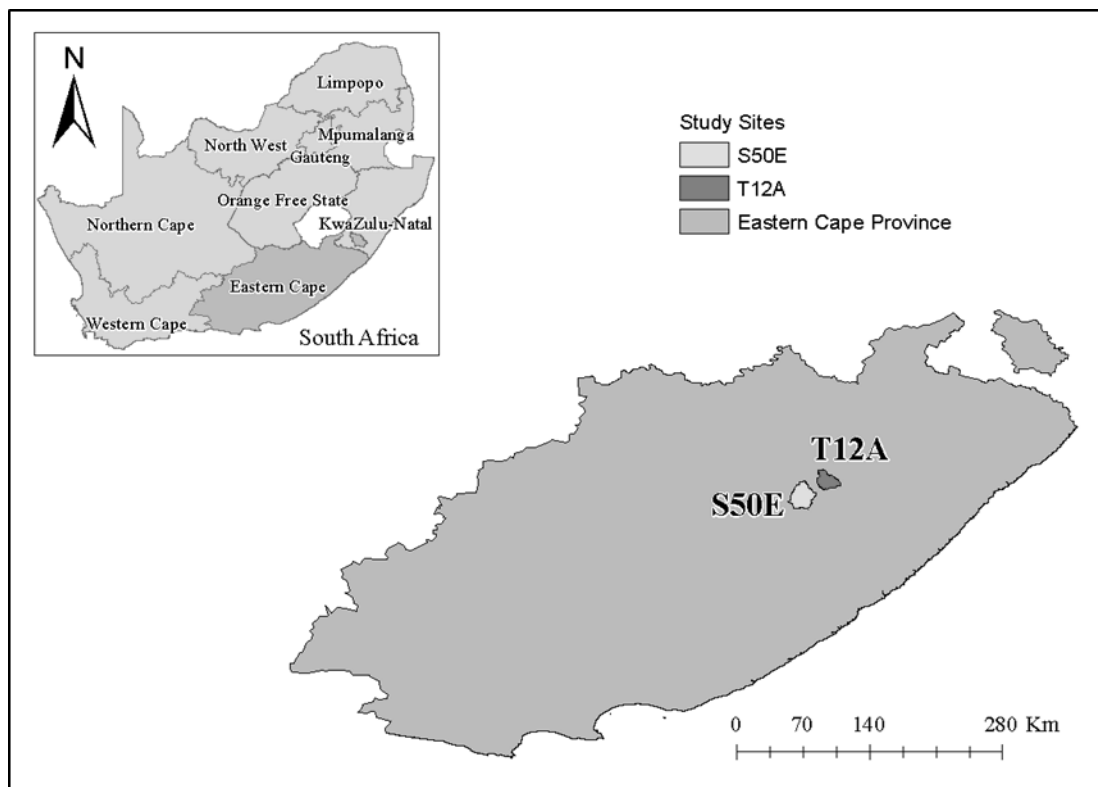 N
Limpopo
Mpumalanga
North West
Gauteng
Orange Free State
KwaZulu-Natal
Northern Cape
Eastern Cape
Western Cape
South Africa
Study Sites
S50E
T12A
Eastern Cape Province
T12A
S50E
0 70 140 280 Km